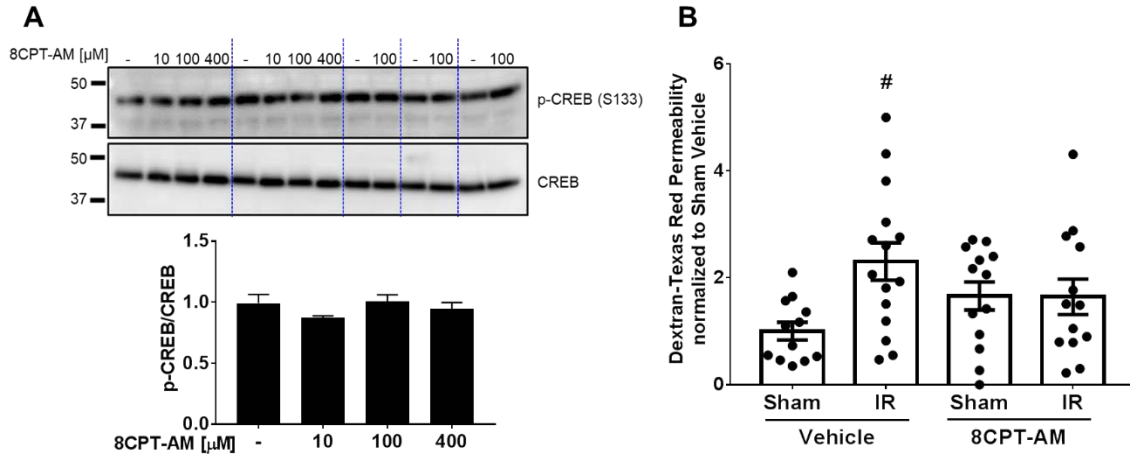 A
8CPT-AM [µM]
- 10 100 400 - 10 100 400 - 100 - 100 - 100
50
37
p-CREB (S133)
50
37
CREB
p-CREB/CREB
1.5
1.0
0.5
0.0
8CPT-AM [µM] - 10 100 400
B
Dextran-Texas Red Permeability
normalized to Sham Vehicle
6
4
2
0
#
Sham IR Sham IR
Vehicle 8CPT-AM